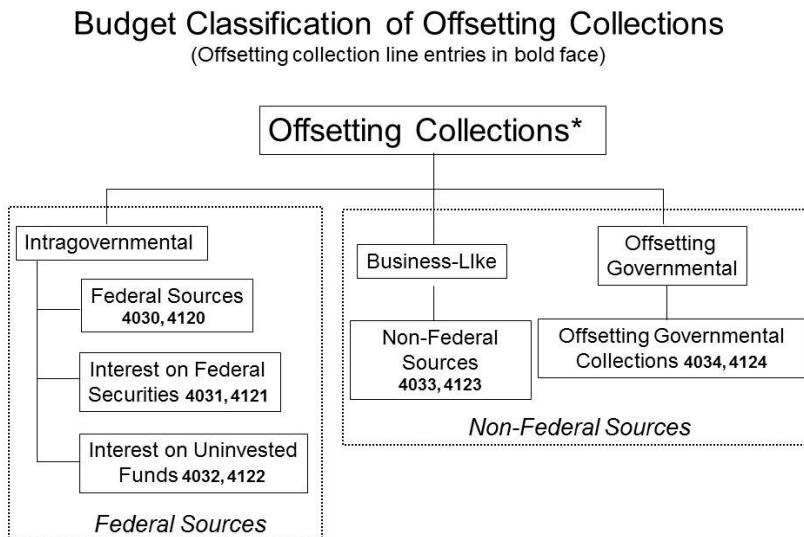 Budget Classification of Offsetting Collections
(Offsetting collection line entries in bold face)
Offsetting Collections*
Intragovernmental
Federal Sources
4030, 4120
Interest on Federal
Securities 4031, 4121
Interest on Uninvested
Funds 4032, 4122
Federal Sources
Business-LIke
Non-Federal
Sources
4033, 4123
Offsetting
Governmental
Offsetting Governmental
Collections 4034, 4124
Non-Federal Sources